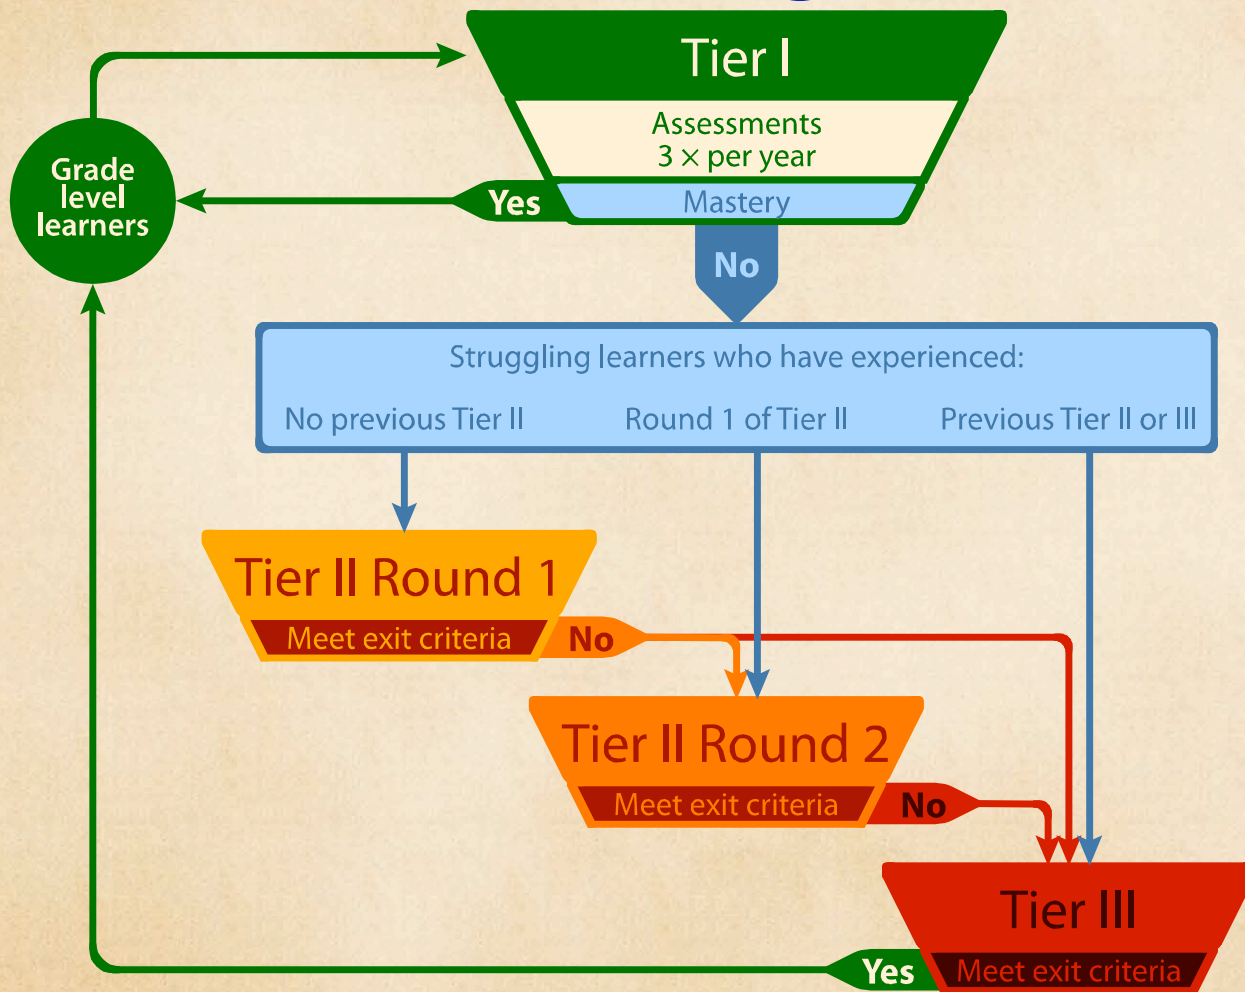 Tier I
Assessments
3 × per year
Yes
Mastery
Grade
level
learners
No
Struggling learners who have experienced:
No previous Tier II
Round 1 of Tier II
Previous Tier II or III
Tier II Round 1
Meet exit criteria
No
Tier II Round 2
Meet exit criteria
No
Tier III
Yes
Meet exit criteria